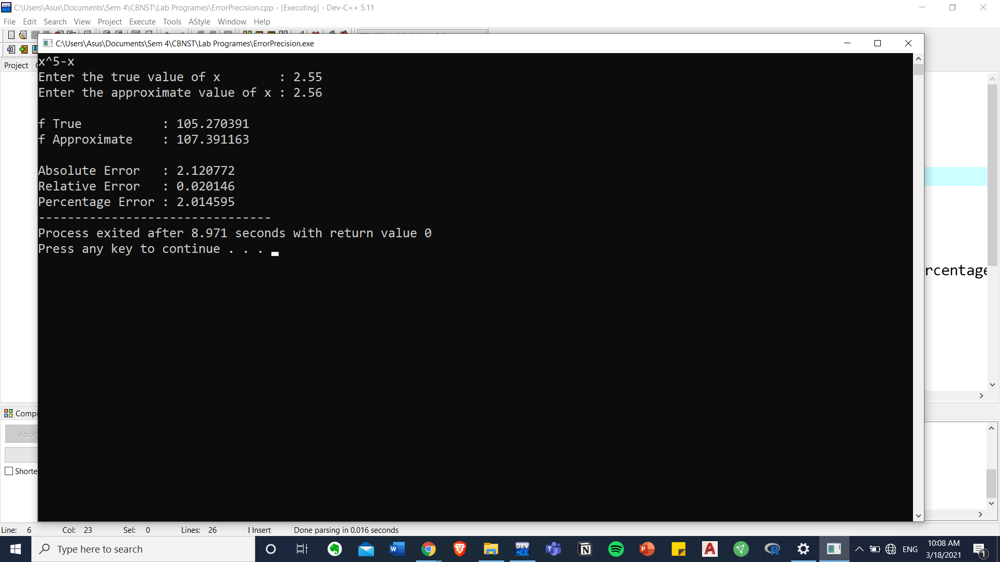 C:\Users\Asus\Documents\Sem 4\CBNST\Lab Programes\ErrorPrecision.cpp - [Executing] - Dev-C++ 5.11
File Edit Search View Project Execute Tools AStyle Window Help
C:\Users\Asus\Documents\Sem 4\CBNST\Lab Programes\ErrorPrecision.exe
Project
x^5-x
Enter the true value of x : 2.55
Enter the approximate value of x : 2.56
f True : 105.270391
f Approximate : 107.391163
Absolute Error : 2.120772
Relative Error : 0.020146
Percentage Error : 2.014595
--------------------------------
Process exited after 8.971 seconds with return value 0
Press any key to continue . . .
rcentage
Compi
Abor
Shorte
Line: 6 Col: 23 Sel: 0 Lines: 26 Insert Done parsing in 0.016 seconds
Type here to search
ENG
10:08 AM
3/18/2021
1